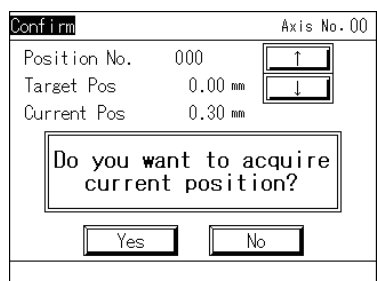 Confirm Axis No. 00
Position No. 000 ↑
Target Pos 0.00 mm ↓
Current Pos 0.30 mm
Do you want to acquire
current position?
Yes No